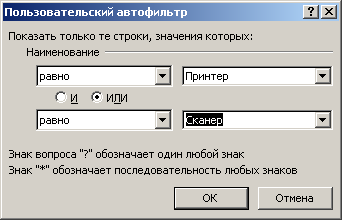 Пользовательский автофильтр
Показать только те строки, значения которых:
Наименование
равно Принтер
И ИЛИ
равно Сканер
Знак вопроса "?" обозначает один любой знак
Знак "*" обозначает последовательность любых знаков
ОК Отмена